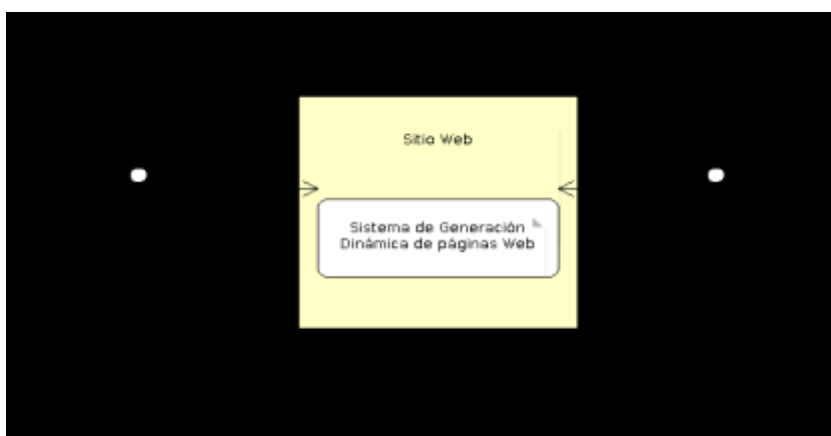 Sitio Web
Sistema de Generación
Dinámica de páginas Web